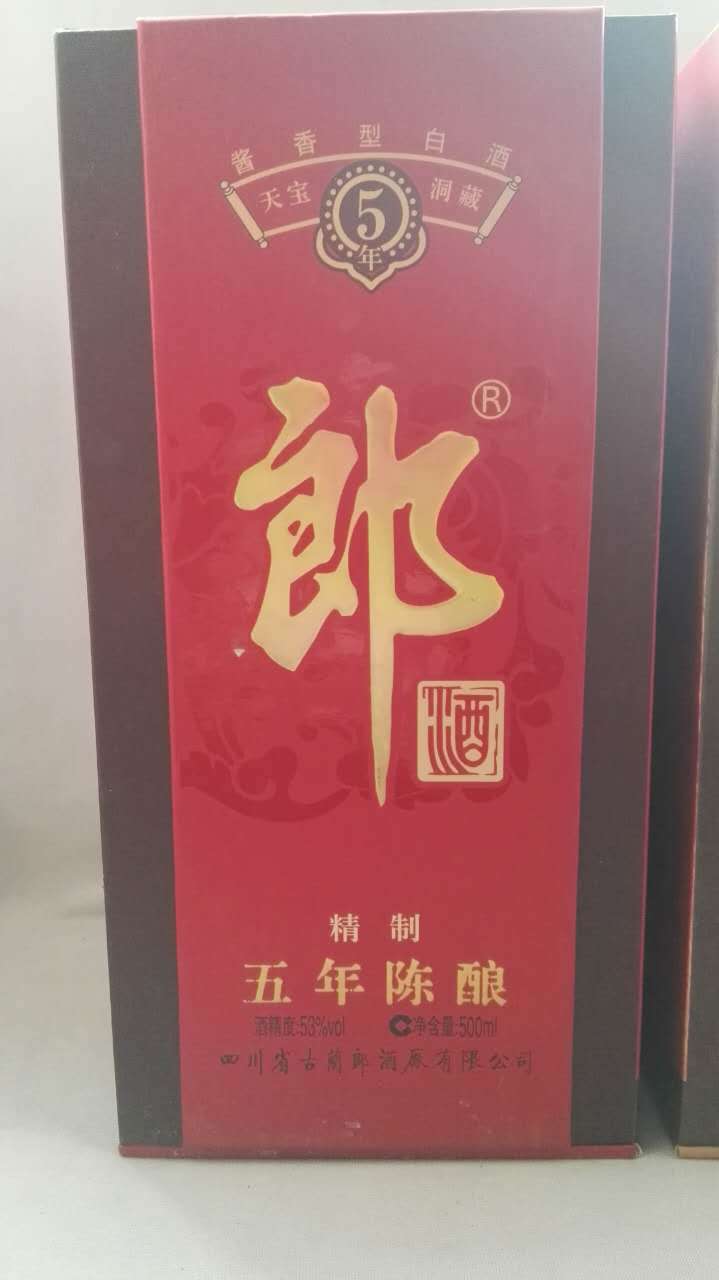 酱香型白酒
天宝 洞藏
5
年
郎
®
酒
精制
五年陈酿
酒精度:53%vol C净含量:500ml
四川省古蔺郎酒厂有限公司